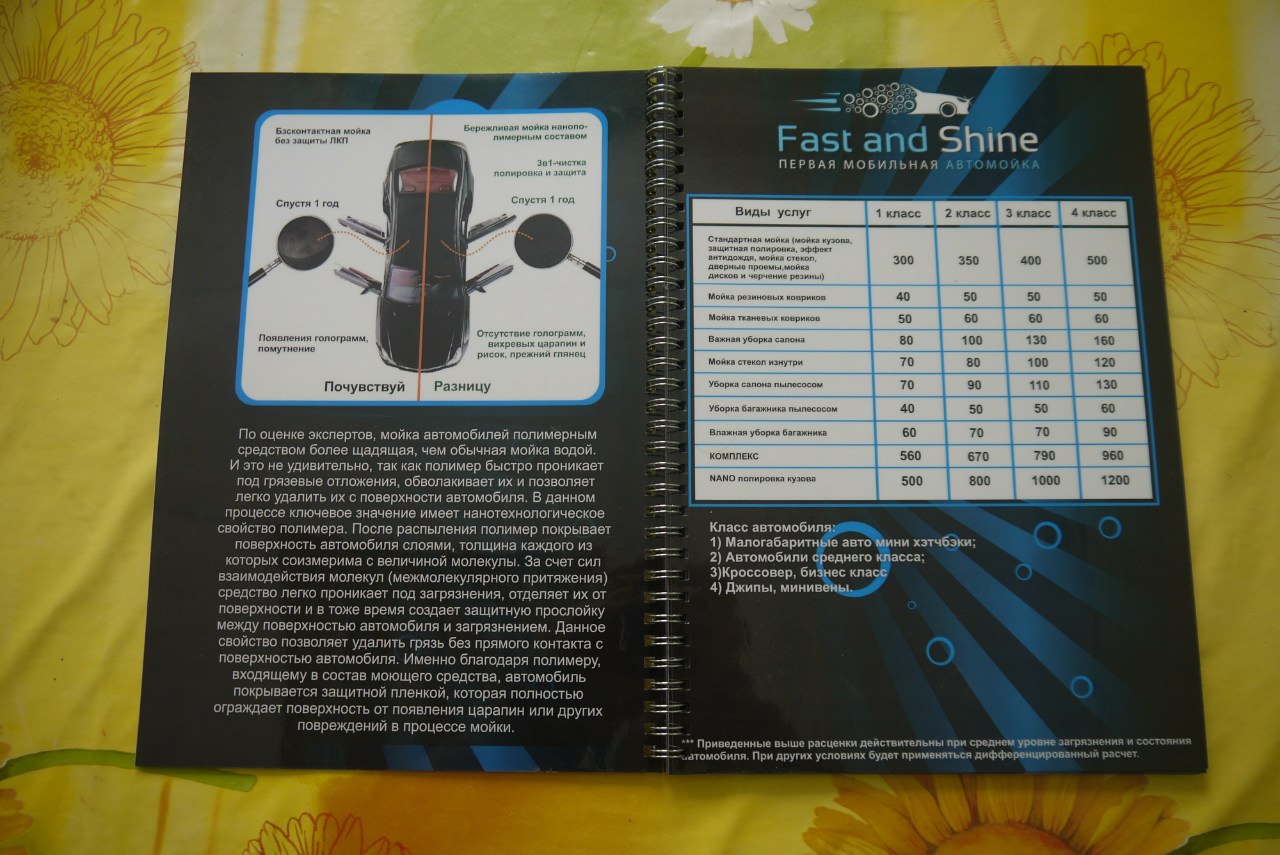 Бзсконтактная мойка
без защиты ЛКП
Бережливая мойка нанопо-
лимерным составом
3в1-чистка
полировка и защита
Спустя 1 год
Спустя 1 год
Появления голограмм,
помутнение
Отсутствие голограмм,
вихревых царапин и
рисок, прежний глянец
Почувствуй Разницу
По оценке экспертов, мойка автомобилей полимерным
средством более щадящая, чем обычная мойка водой.
И это не удивительно, так как полимер быстро проникает
под грязевые отложения, обволакивает их и позволяет
легко удалить их с поверхности автомобиля. В данном
процессе ключевое значение имеет нанотехнологическое
свойство полимера. После распыления полимер покрывает
поверхность автомобиля слоями, толщина каждого из
которых соизмерима с величиной молекулы. За счет сил
взаимодействия молекул (межмолекулярного притяжения)
средство легко проникает под загрязнения, отделяет их от
поверхности и в тоже время создает защитную прослойку
между поверхностью автомобиля и загрязнением. Данное
свойство позволяет удалить грязь без прямого контакта с
поверхностью автомобиля. Именно благодаря полимеру,
входящему в состав моющего средства, автомобиль
покрывается защитной пленкой, которая полностью
ограждает поверхность от появления царапин или других
повреждений в процессе мойки.
Fast and Shine
ПЕРВАЯ МОБИЛЬНАЯ АВТОМОЙКА
Виды услуг 1 класс 2 класс 3 класс 4 класс
Стандартная мойка (мойка кузова,
защитная полировка, эффект
антидождя, мойка стекол,
дверные проемы,мойка
дисков и черчение резины)
300 350 400 500
Мойка резиновых ковриков 40 50 50 50
Мойка тканевых ковриков 50 60 60 60
Важная уборка салона 80 100 130 160
Мойка стекол изнутри 70 80 100 120
Уборка салона пылесосом 70 90 110 130
Уборка багажника пылесосом 40 50 50 60
Влажная уборка багажника 60 70 70 90
КОМПЛЕКС 560 670 790 960
NANO полировка кузова 500 800 1000 1200
Класс автомобиля:
1) Малогабаритные авто мини хэтчбэки;
2) Автомобили среднего класса;
3)Кроссовер, бизнес класс
4) Джипы, минивены.
*** Приведенные выше расценки действительны при среднем уровне загрязнения и состояния
автомобиля. При других условиях будет применяться дифференцированный расчет.